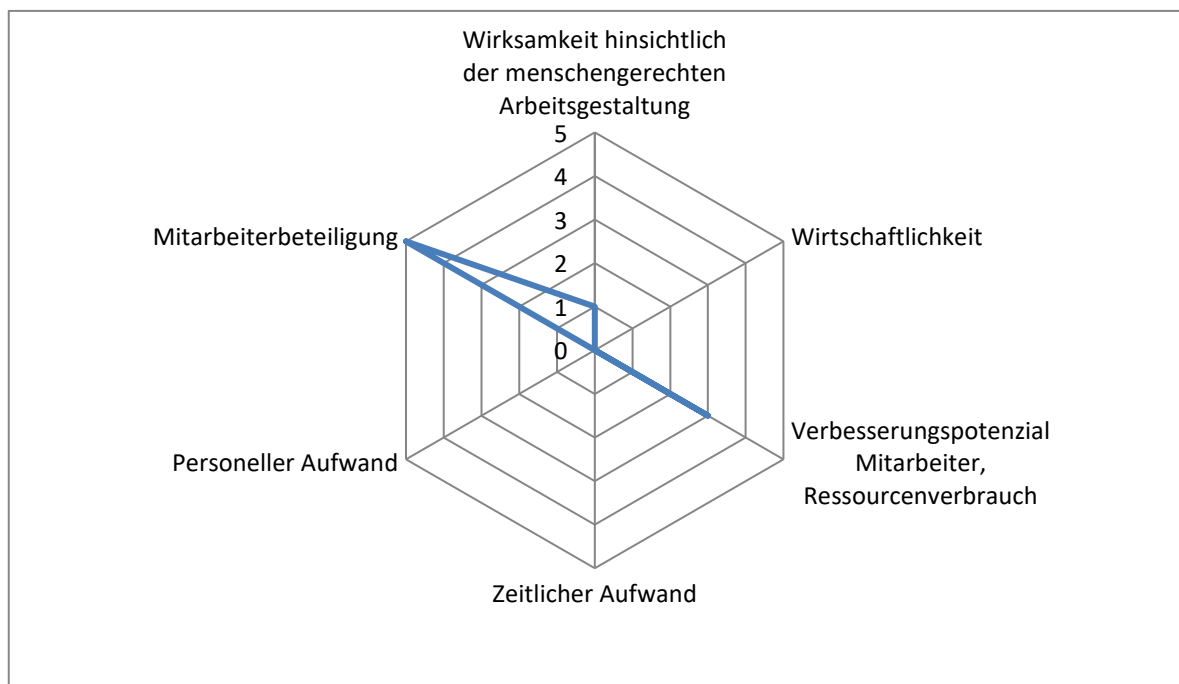 Wirksamkeit hinsichtlich
der menschengerechten
Arbeitsgestaltung
5
4
3
2
1
0
Mitarbeiterbeteiligung
Wirtschaftlichkeit
Personeller Aufwand
Verbesserungspotenzial
Mitarbeiter,
Ressourcenverbrauch
Zeitlicher Aufwand